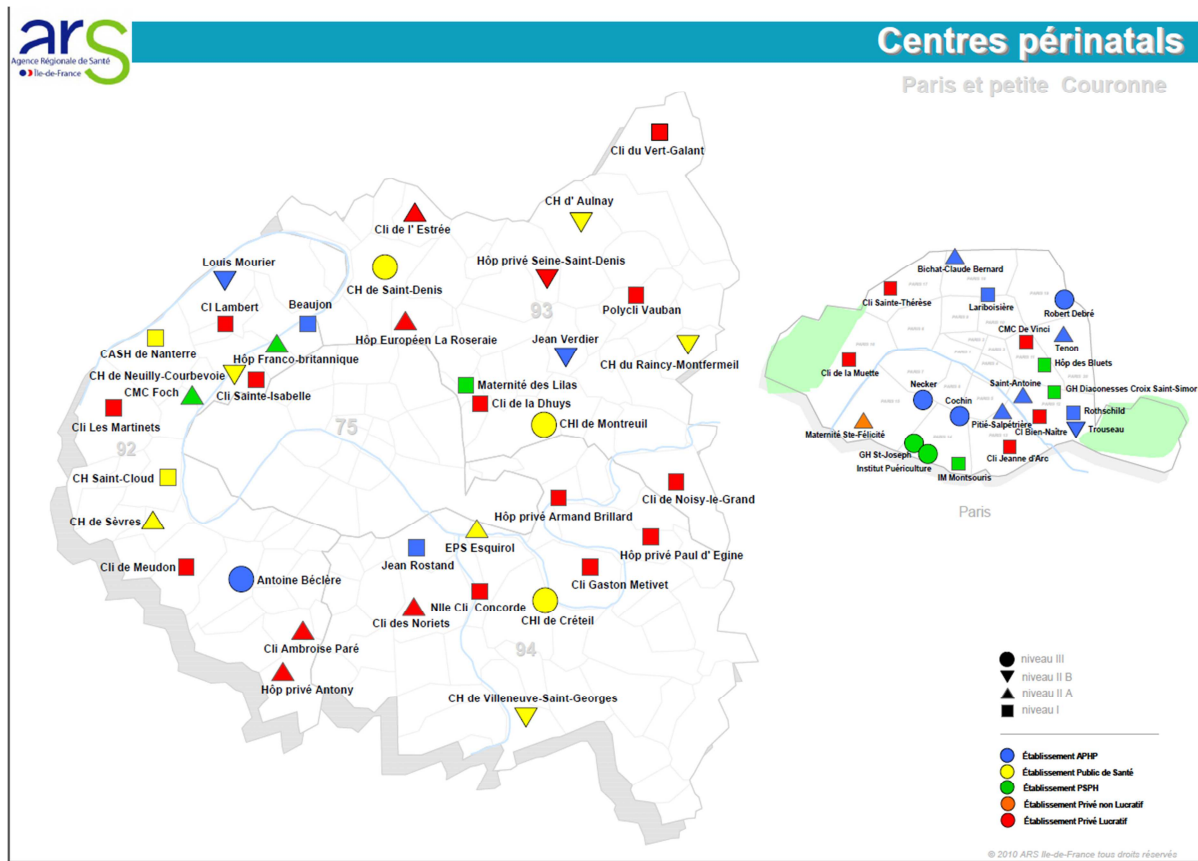 ars
Agence Régionale de Santé
Île-de-France
Centres périnatals
Paris et petite Couronne
Cli du Vert-Galant
CH d' Aulnay
Cli de l' Estrée
Louis Mourier
Hôp privé Seine-Saint-Denis
CH de Saint-Denis
Cl Lambert
Beaujon
93
Polycli Vauban
Hôp Européen La Roseraie
Jean Verdier
CASH de Nanterre
Hôp Franco-britannique
CH du Raincy-Montfermeil
CH de Neuilly-Courbevoie
CMC Foch
Cli Sainte-Isabelle
Maternité des Lilas
Cli de la Dhuys
Cli Les Martinets
75
CHI de Montreuil
92
CH Saint-Cloud
Cli de Noisy-le-Grand
Hôp privé Armand Brillard
CH de Sèvres
EPS Esquirol
Hôp privé Paul d' Egine
Jean Rostand
Cli de Meudon
Antoine Béclère
Cli Gaston Metivet
Nlle Cli Concorde
CHI de Créteil
Cli des Noriets
Cli Ambroise Paré
94
Hôp privé Antony
CH de Villeneuve-Saint-Georges
Bichat-Claude Bernard
Cli Sainte-Thérèse
Lariboisière
Robert Debré
CMC De Vinci
Tenon
Cli de la Muette
Hôp des Bluets
Necker
Saint-Antoine
GH Diaconesses Croix Saint-Simor
Cochin
Rothschild
Pitié-Salpétrière
Maternité Ste-Félicité
Cl Bien-Naître
Trouseau
GH St-Joseph
Cli Jeanne d'Arc
Institut Puériculture
IM Montsouris
Paris
niveau III
niveau II B
niveau II A
niveau I
Établissement APHP
Établissement Public de Santé
Établissement PSPH
Établissement Privé non Lucratif
Établissement Privé Lucratif
© 2010 ARS Ile-de-France tous droits réservés